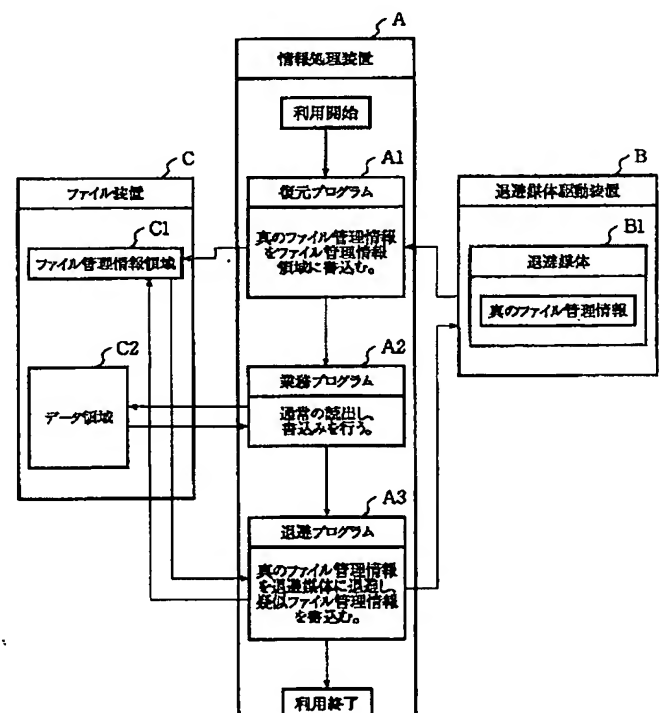 A
情報処理装置
利用開始
A1
復元プログラム
真のファイル管理情報
をファイル管理情報
領域に書込む。
C
ファイル装置
C1
ファイル管理情報領域
C2
データ領域
B
退避媒体駆動装置
B1
退避媒体
真のファイル管理情報
A2
業務プログラム
通常の読出し、
書込みを行う。
A3
退避プログラム
真のファイル管理情報
を退避媒体に退避し、
疑似ファイル管理情報
を書込む。
利用終了